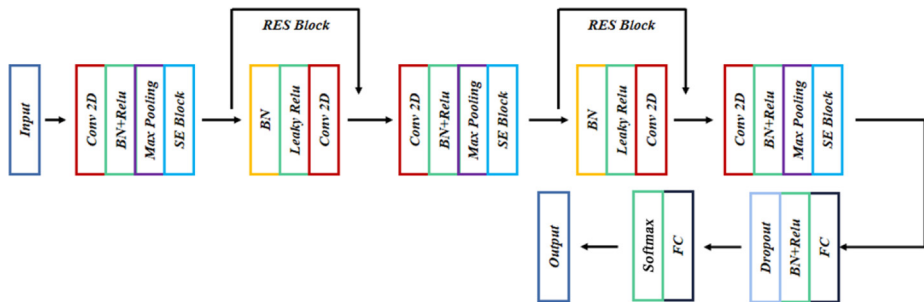 RES Block
RES Block
Input
Conv 2D
BN+Relu
Max Pooling
SE Block
BN
Leaky Relu
Conv 2D
Conv 2D
BN+Relu
Max Pooling
SE Block
BN
Leaky Relu
Conv 2D
Conv 2D
BN+Relu
Max Pooling
SE Block
Output
Softmax
FC
Dropout
BN+Relu
FC